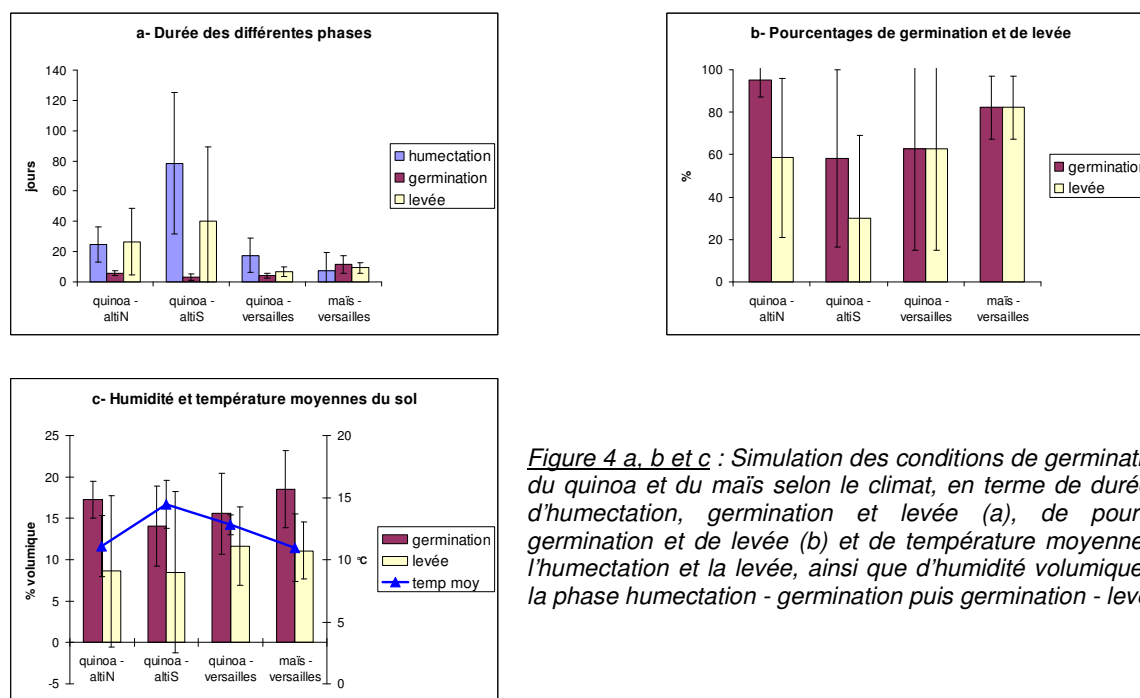 a- Durée des différentes phases
140
120
100
80
60
40
20
0
jours
quinoa - altiN
quinoa - altiS
quinoa - versailles
maïs - versailles
humectation
germination
levée
b- Pourcentages de germination et de levée
100
80
60
40
20
0
%
quinoa - altiN
quinoa - altiS
quinoa - versailles
maïs - versailles
germination
levée
c- Humidité et température moyennes du sol
25
20
15
10
5
0
-5
% volumique
20
15
10
5
0
°C
quinoa - altiN
quinoa - altiS
quinoa - versailles
maïs - versailles
germination
levée
temp moy
Figure 4 a, b et c : Simulation des conditions de germinati
du quinoa et du maïs selon le climat, en terme de durée
d'humectation, germination et levée (a), de pour
germination et de levée (b) et de température moyenne
l'humectation et la levée, ainsi que d'humidité volumique
la phase humectation - germination puis germination - lev